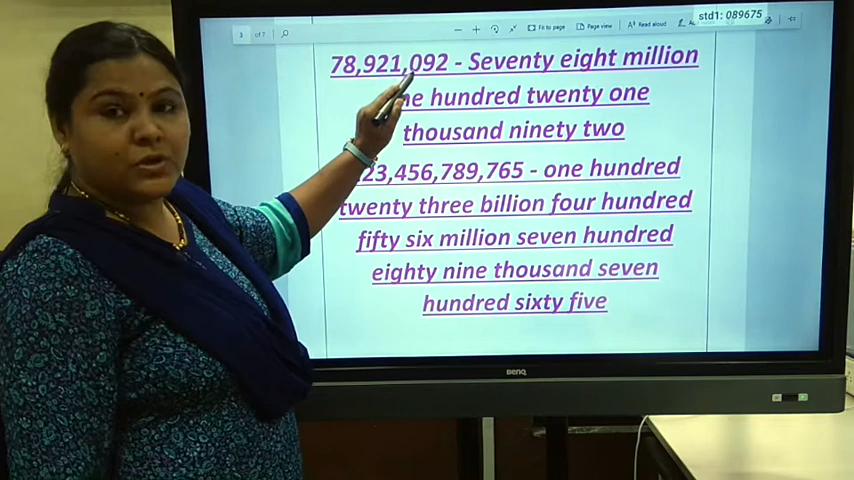 std1: 089675
3 of 7
Fit to page
Page view
Read aloud
78,921,092 - Seventy eight million
hundred twenty one
thousand ninety two
23,456,789,765 - one hundred
twenty three billion four hundred
fifty six million seven hundred
eighty nine thousand seven
hundred sixty five
BenQ